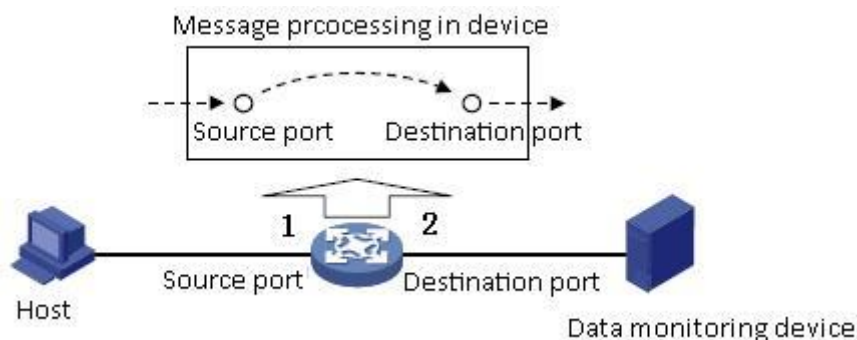 Message prcocessing in device
Source port
Destination port
1
2
Source port
Destination port
Host
Data monitoring device